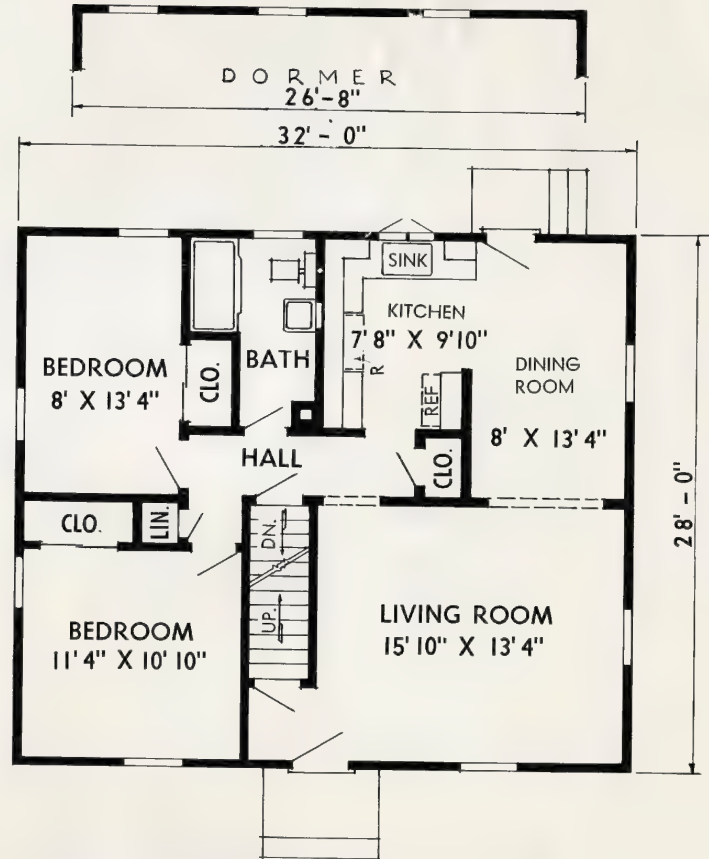 DORMER
26'-8"
32' - 0"
SINK
KITCHEN
7' 8" X 9'10"
R
REF
BEDROOM
8' X 13' 4"
CLO.
BATH
DINING
ROOM
8' X 13' 4"
HALL
CLO.
CLO.
LIN.
DN.
UP.
28' - 0"
BEDROOM
11' 4" X 10' 10"
LIVING ROOM
15' 10" X 13' 4"